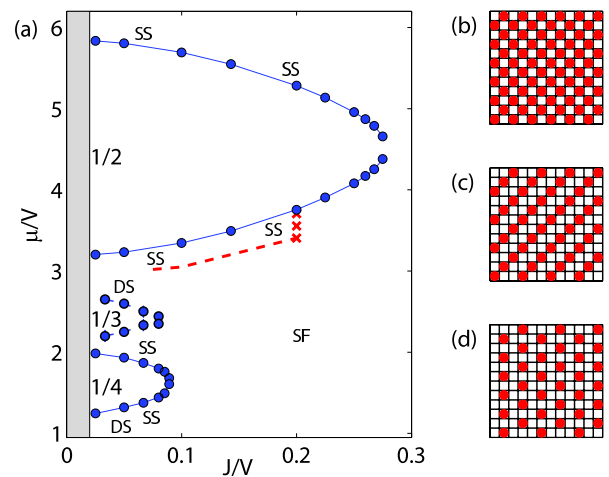 (a)
6
5
4
3
2
1
μ/V
0
0.1
0.2
0.3
J/V
SS
SS
1/2
SS
SS
DS
1/3
SS
SF
1/4
SS
DS
(b)
(c)
(d)